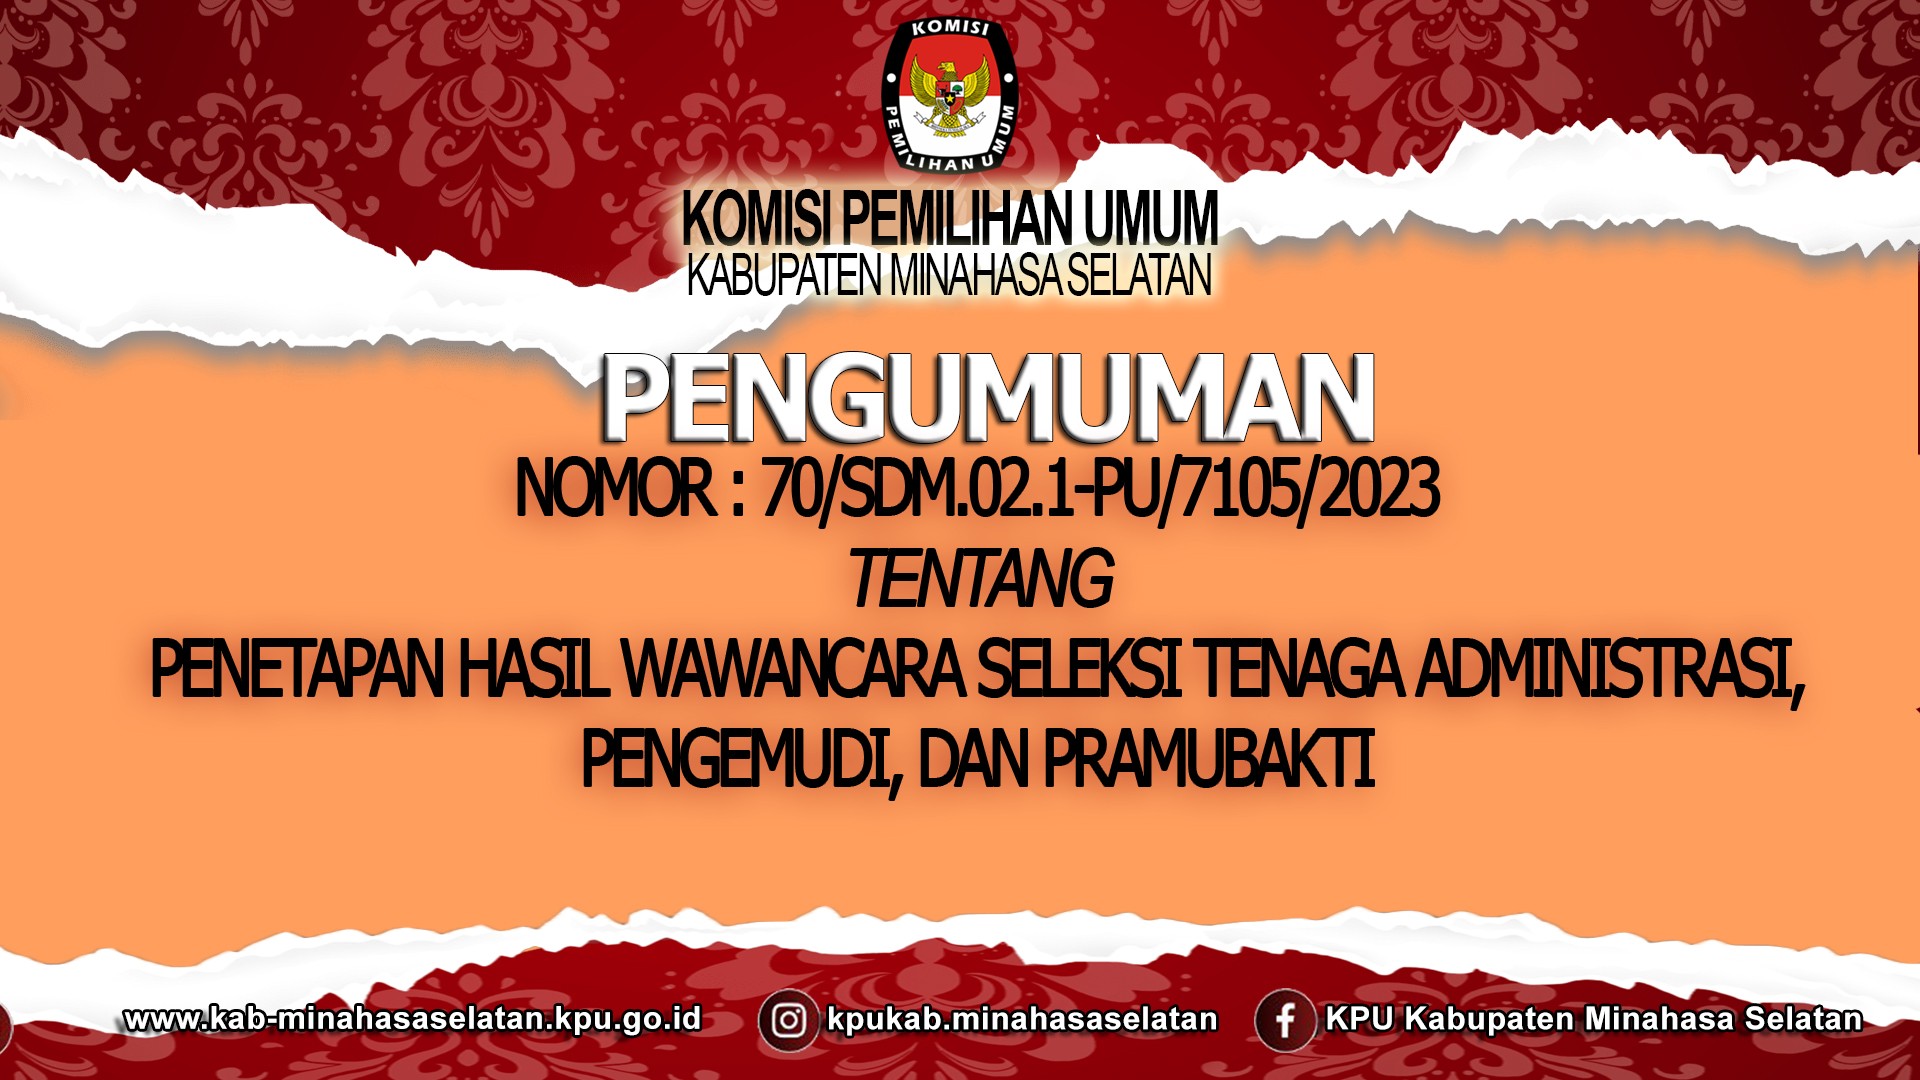 KOMISI
PEMILIHAN UMUM
KOMISI PEMILIHAN UMUM
KABUPATEN MINAHASA SELATAN
PENGUMUMAN
NOMOR : 70/SDM.02.1-PU/7105/2023
TENTANG
PENETAPAN HASIL WAWANCARA SELEKSI TENAGA ADMINISTRASI,
PENGEMUDI, DAN PRAMUBAKTI
www.kab-minahasaselatan.kpu.go.id
kpukab.minahasaselatan
KPU Kabupaten Minahasa Selatan